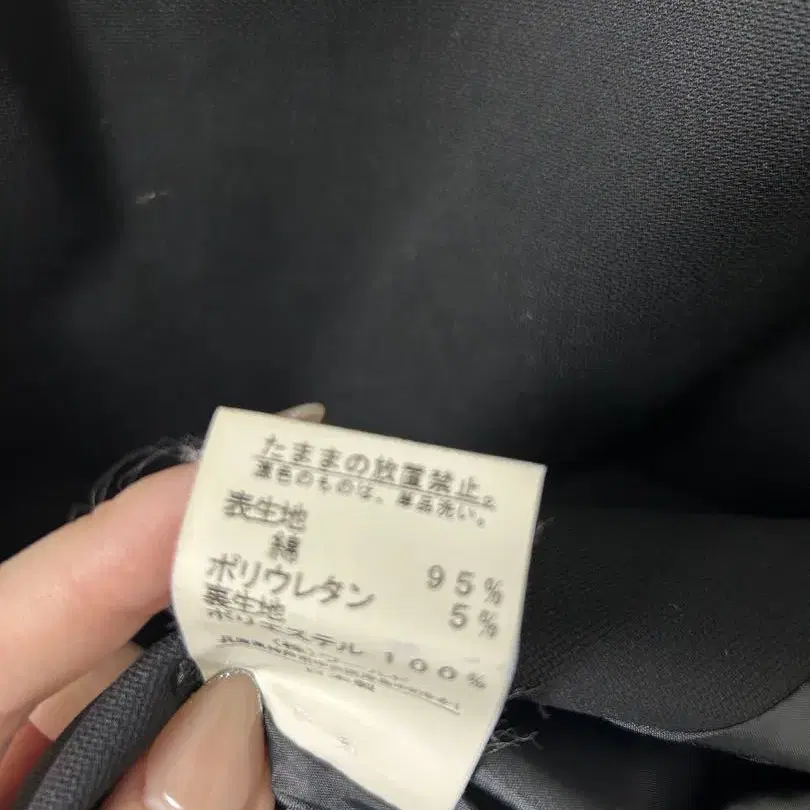 たままの放置禁止。
濃色のものは、単品洗い。
表生地
綿 95%
ポリウレタン 5%
表生地
ポリエステル 100%